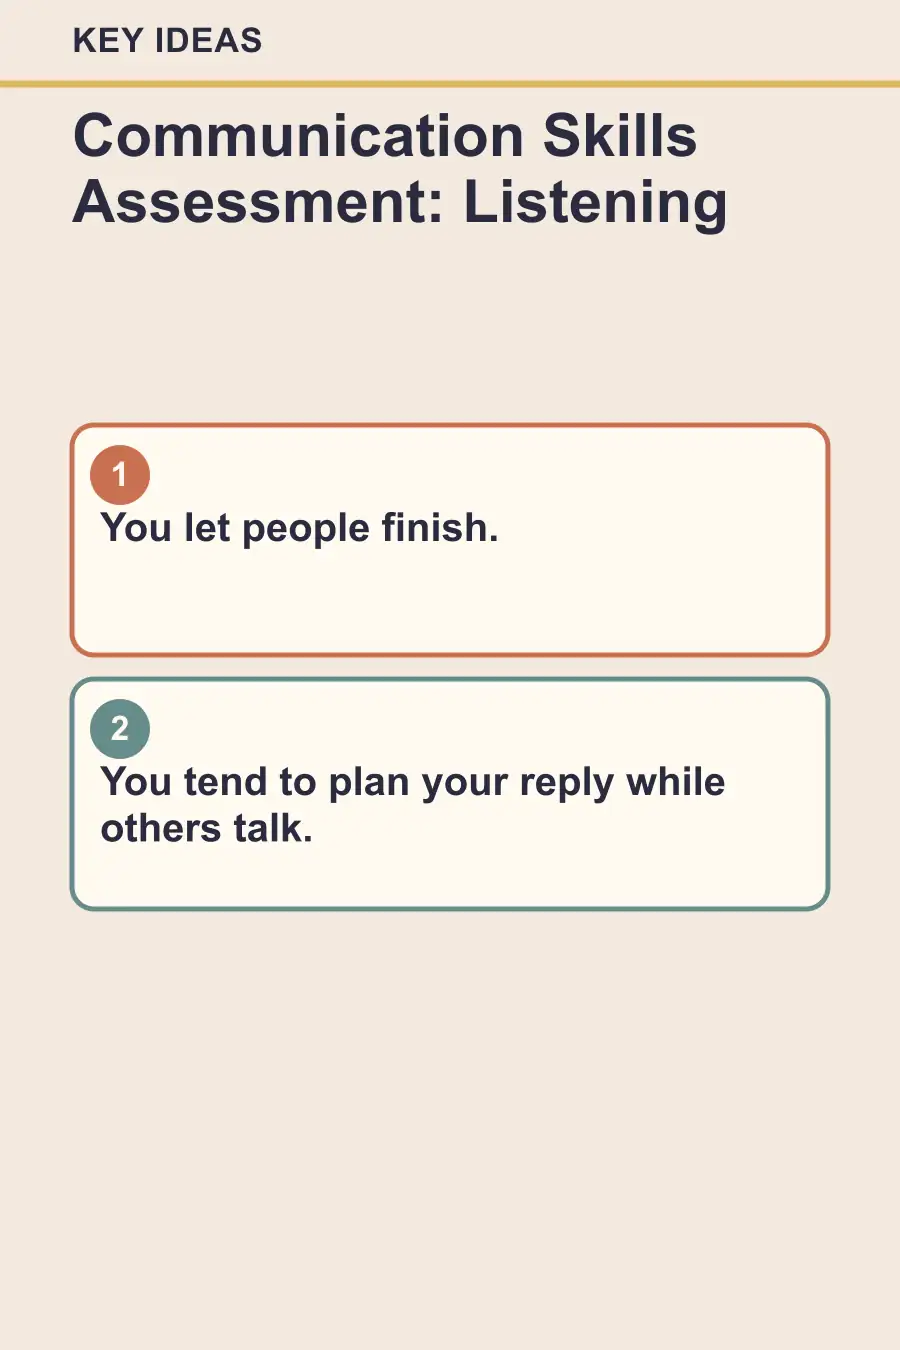 KEY IDEAS
Communication Skills
Assessment: Listening
1
You let people finish.
2
You tend to plan your reply while
others talk.